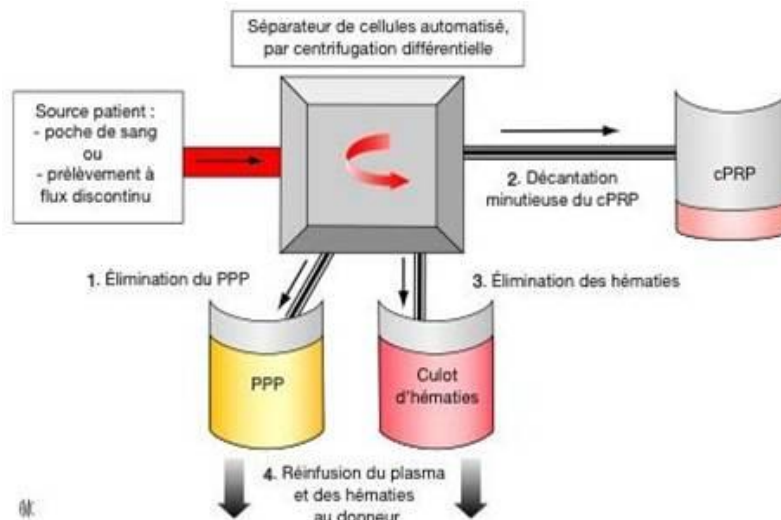 Séparateur de cellules automatisé,
par centrifugation différentielle
Source patient :
- poche de sang
ou
- prélèvement à
flux discontinu
2. Décantation
minutieuse du cPRP
cPRP
1. Élimination du PPP
3. Élimination des hématies
PPP
Culot
d'hématies
4. Réinfusion du plasma
et des hématies
au donneur